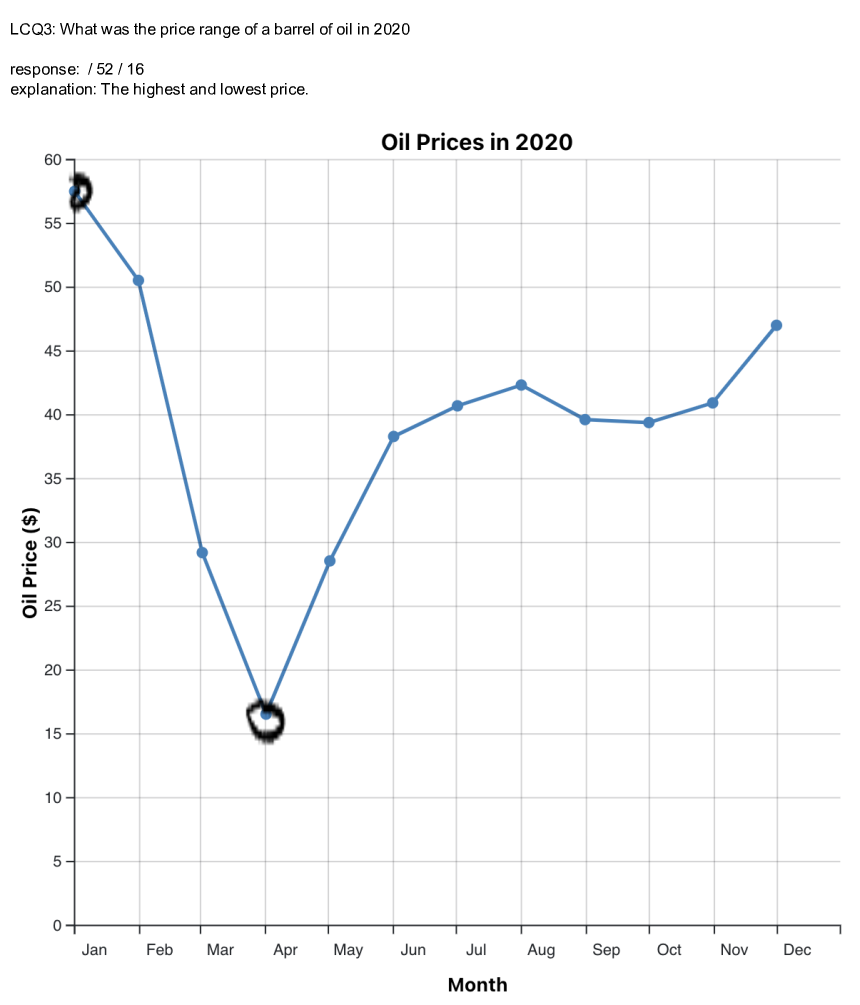 LCQ3: What was the price range of a barrel of oil in 2020
response:  / 52 / 16
explanation: The highest and lowest price.
Oil Prices in 2020
60
55
50
45
40
35
30
25
20
15
10
5
0
Oil Price ($)
Jan Feb Mar Apr May Jun Jul Aug Sep Oct Nov Dec
Month